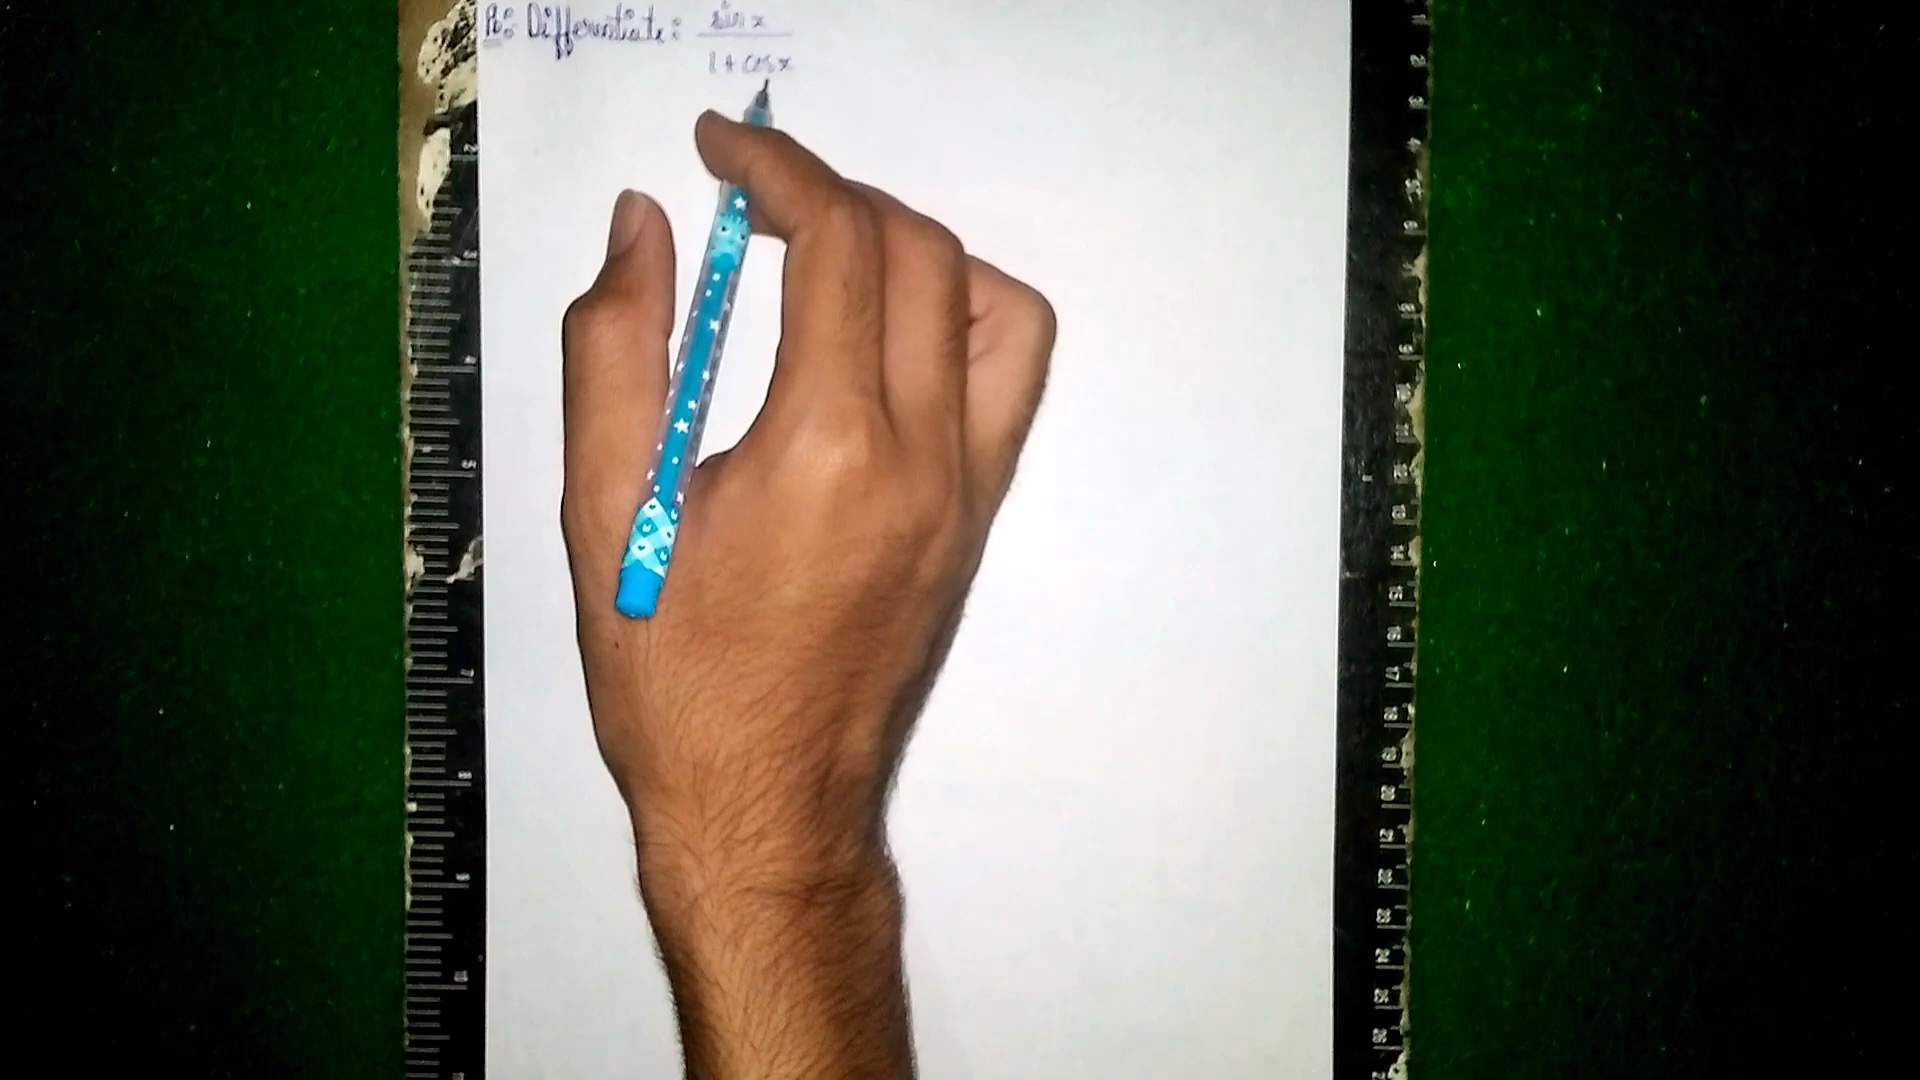 Q: Differentiate: sin x
1 + cos x